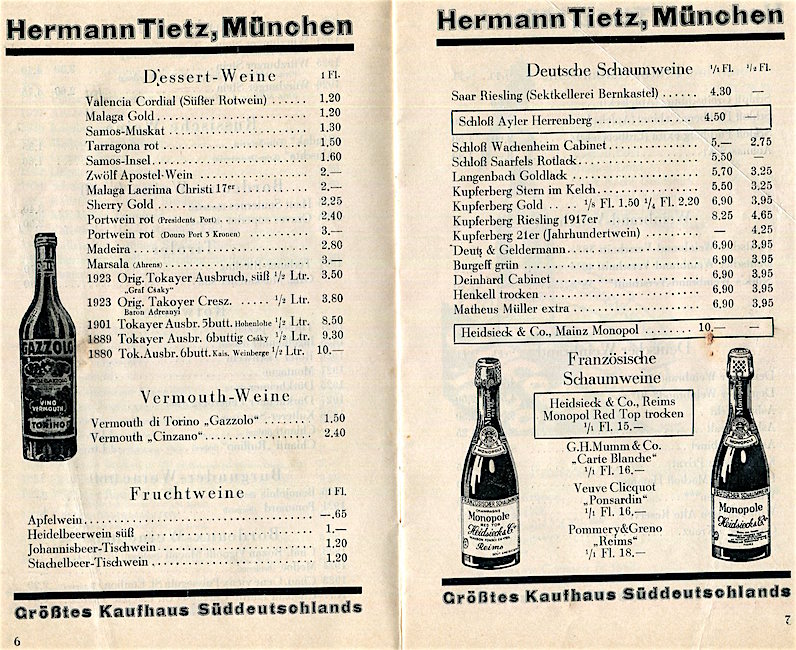 Hermann Tietz, München
Dessert-Weine 1 Fl.
Valencia Cordial (Süßer Rotwein) ...... 1.20
Malaga Gold ...... 1.20
Samos-Muskat ...... 1.30
Tarragona rot ...... 1,50
Samos-Insel ...... 1.60
Zwölf Apostel-Wein ...... 2.—
Malaga Lacrima Christi 17er ...... 2.—
Sherry Gold ...... 2,25
Portwein rot (Presidents Port) ...... 2,40
Portwein rot (Douro Port 3 Kronen) ...... 3.—
Madeira ...... 2,80
Marsala (Ahrens) ...... 3.—
1923 Orig. Tokayer Ausbruch, süß 1/2 Ltr. 3,50
„Graf Csáky"
1923 Orig. Takoyer Cresz. ..... 1/2 Ltr. 3,80
Baron Adreanyi
1901 Tokayer Ausbr. 5butt. Hohenlohe 1/2 Ltr. 8,50
1889 Tokayer Ausbr. 6buttig Csáky 1/2 Ltr. 9,30
1880 Tok. Ausbr. 6butt. Kais. Weinberge 1/2 Ltr. 10.—
GAZZOLO
VINO
VERMOUTH
TORINO
Vermouth-Weine
Vermouth di Torino „Gazzolo" ...... 1,50
Vermouth „Cinzano" ...... 2.40
Fruchtweine 1 Fl.
Apfelwein ...... —.65
Heidelbeerwein süß ...... 1.—
Johannisbeer-Tischwein ...... 1.20
Stachelbeer-Tischwein ...... 1.20
Größtes Kaufhaus Süddeutschlands
6
Hermann Tietz, München
Deutsche Schaumweine 1/1 Fl. 1/2 Fl.
Saar Riesling (Sektkellerei Bernkastel) ...... 4.30 —
Schloß Ayler Herrenberg ...... 4.50 —
Schloß Wachenheim Cabinet ...... 5,— 2.75
Schloß Saarfels Rotlack ...... 5,50 —
Langenbach Goldlack ...... 5,70 3,25
Kupferberg Stern im Kelch ...... 5,50 3,25
Kupferberg Gold .... 1/8 Fl. 1.50 1/4 Fl. 2.20 6,90 3,95
Kupferberg Riesling 1917er ...... 8,25 4.65
Kupferberg 21er (Jahrhundertwein) ...... — 4.25
Deutz & Geldermann ...... 6,90 3,95
Burgeff grün ...... 6,90 3,95
Deinhard Cabinet ...... 6,90 3,95
Henkell trocken ...... 6,90 3,95
Matheus Müller extra ...... 6,90 3,95
Heidsieck & Co., Mainz Monopol ...... 10.— —
Französische
Schaumweine
Heidsieck & Co., Reims
Monopol Red Top trocken
1/1 Fl. 15.—
G.H.Mumm & Co.
„Carte Blanche"
1/1 Fl. 16.—
Veuve Clicquot
„Ponsardin"
1/1 Fl. 16,—
Pommery & Greno
„Reims"
1/1 Fl. 18.—
Monopole
Heidsieck & Co
Reims
Monopole
Heidsieck & Co
Größtes Kaufhaus Süddeutschlands
7